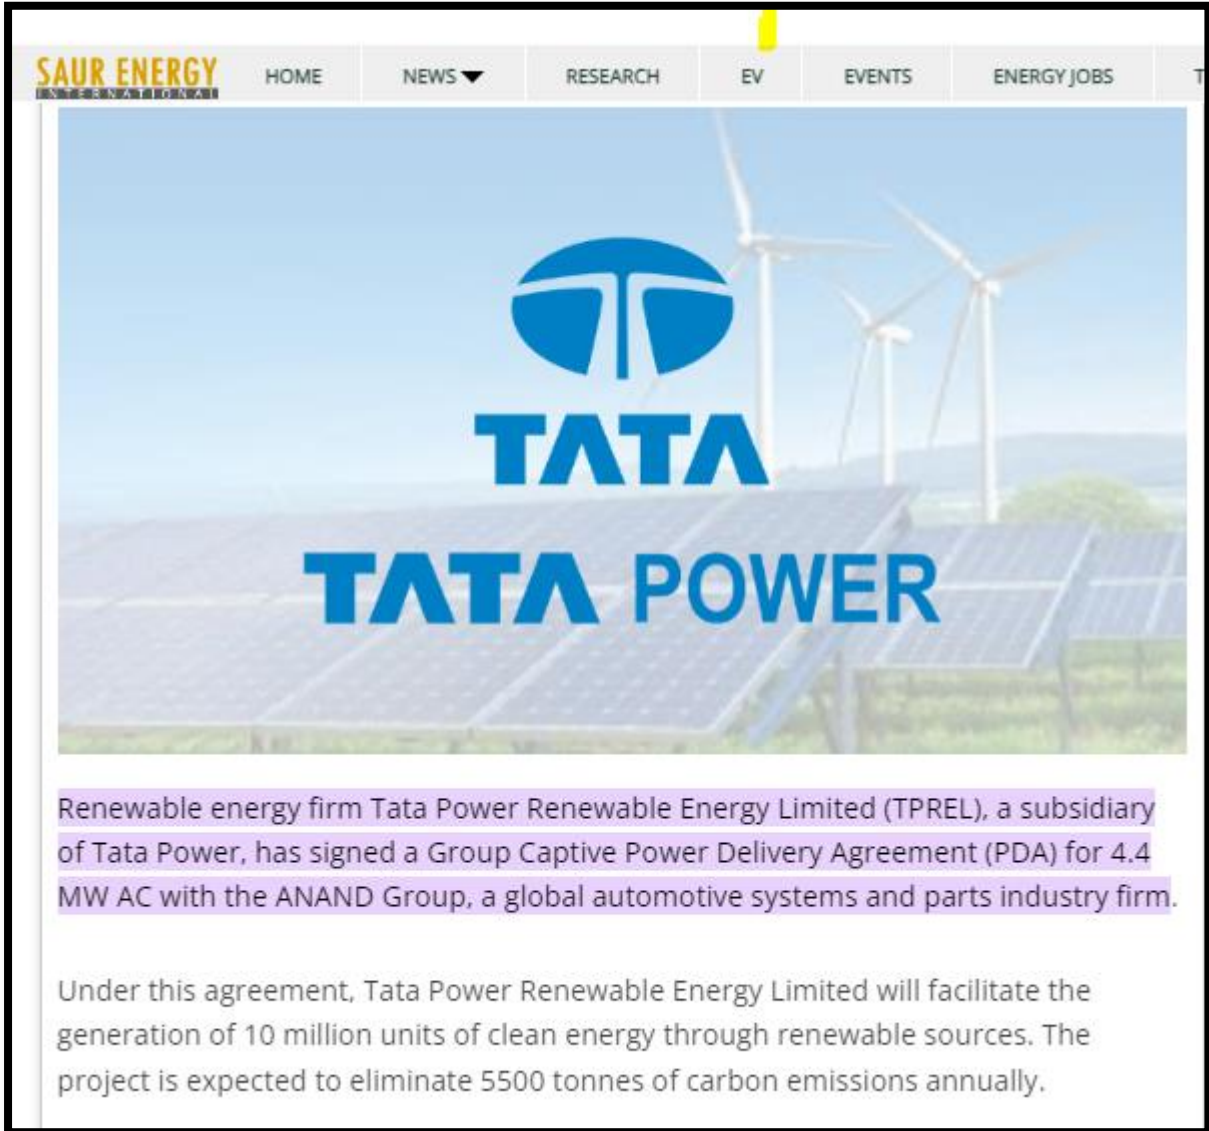 SAUR ENERGY
INTERNATIONAL
HOME
NEWS
RESEARCH
EV
EVENTS
ENERGY JOBS
T
TATA
TATA POWER
Renewable energy firm Tata Power Renewable Energy Limited (TPREL), a subsidiary
of Tata Power, has signed a Group Captive Power Delivery Agreement (PDA) for 4.4
MW AC with the ANAND Group, a global automotive systems and parts industry firm.
Under this agreement, Tata Power Renewable Energy Limited will facilitate the
generation of 10 million units of clean energy through renewable sources. The
project is expected to eliminate 5500 tonnes of carbon emissions annually.